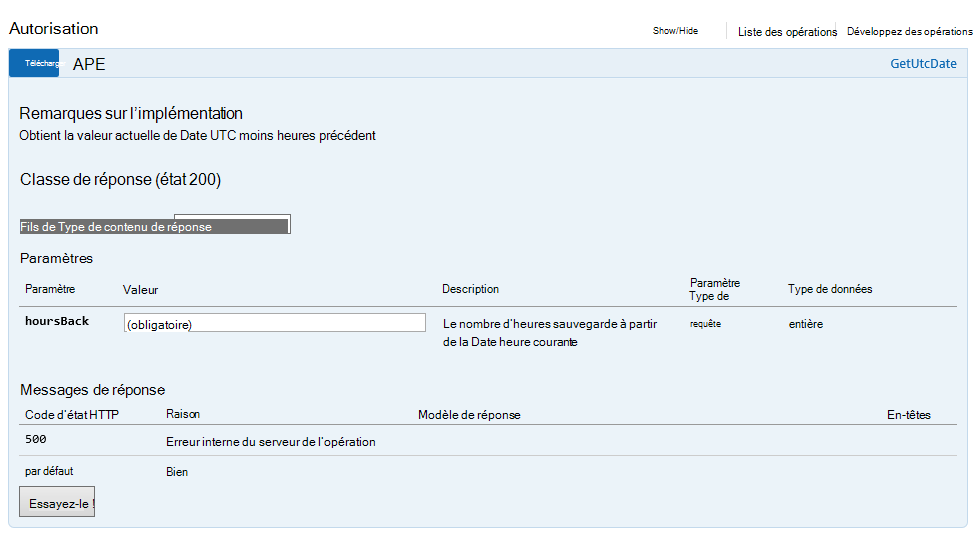 Autorisation
Show/Hide
Liste des opérations
Développez des opérations
Télécharger
APE
GetUtcDate
Remarques sur l'implémentation
Obtient la valeur actuelle de Date UTC moins heures précédent
Classe de réponse (état 200)
Fils de Type de contenu de réponse
Paramètres
Paramètre Valeur Description Paramètre Type de Type de données
hoursBack (obligatoire) Le nombre d'heures sauvegarde à partir de la Date heure courante requête entière
Messages de réponse
Code d'état HTTP Raison Modèle de réponse En-têtes
500 Erreur interne du serveur de l'opération
par défaut Bien
Essayez-le !